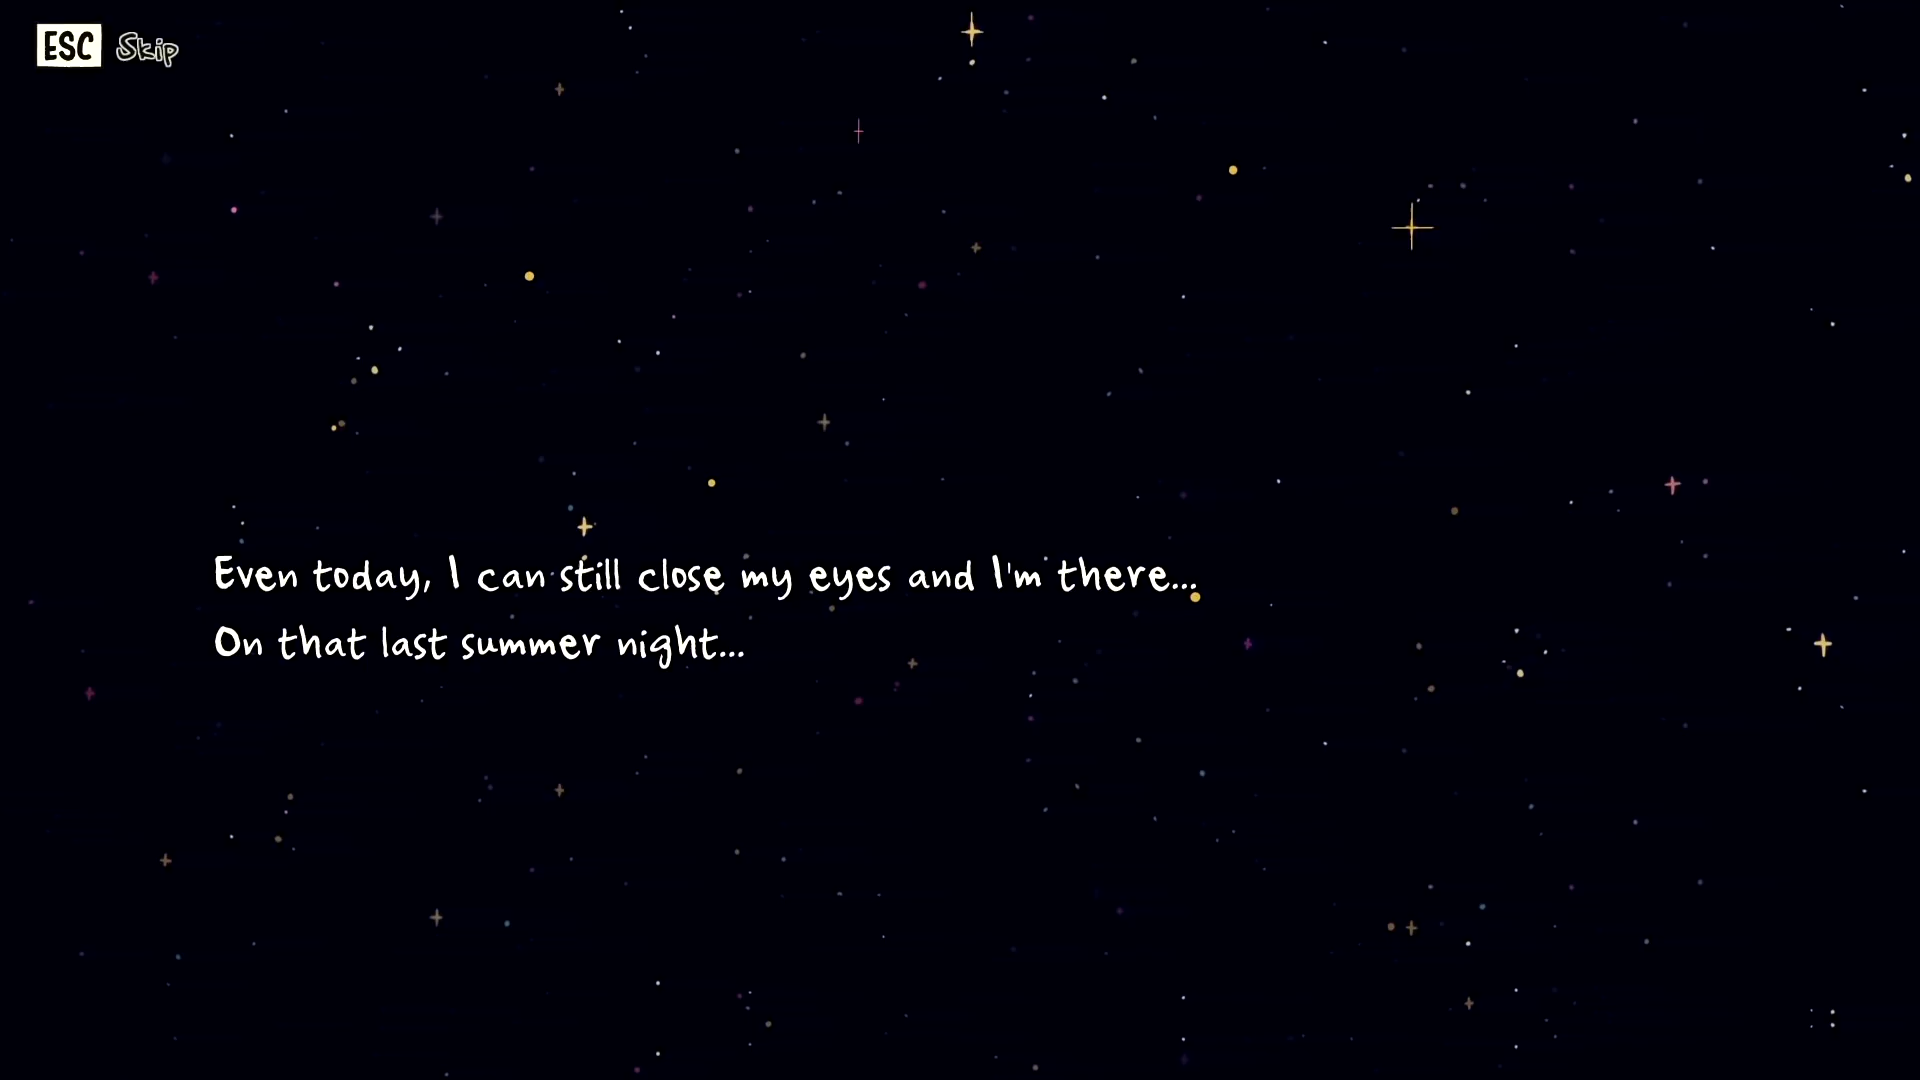 ESC Skip
Even today, I can still close my eyes and I'm there...
On that last summer night...